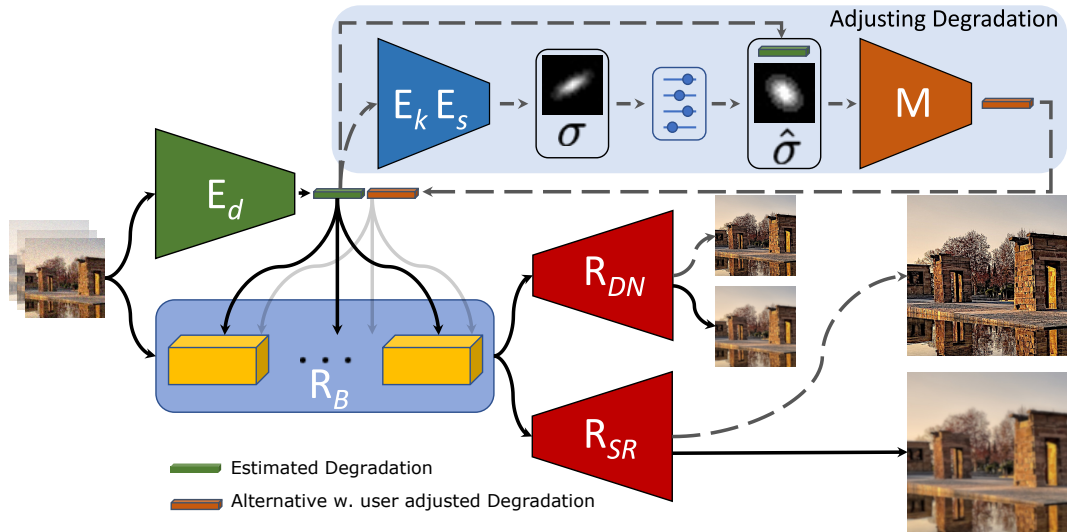 Adjusting Degradation
E_k E_s
σ
σ̂
M
E_d
R_DN
R_B
R_SR
Estimated Degradation
Alternative w. user adjusted Degradation